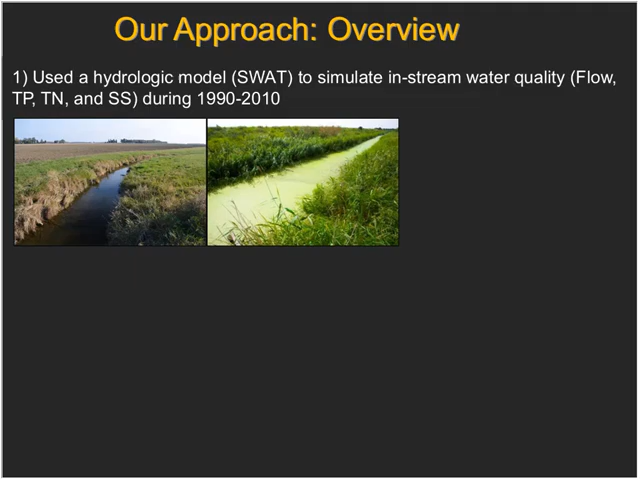 Our Approach: Overview
1) Used a hydrologic model (SWAT) to simulate in-stream water quality (Flow,
TP, TN, and SS) during 1990-2010